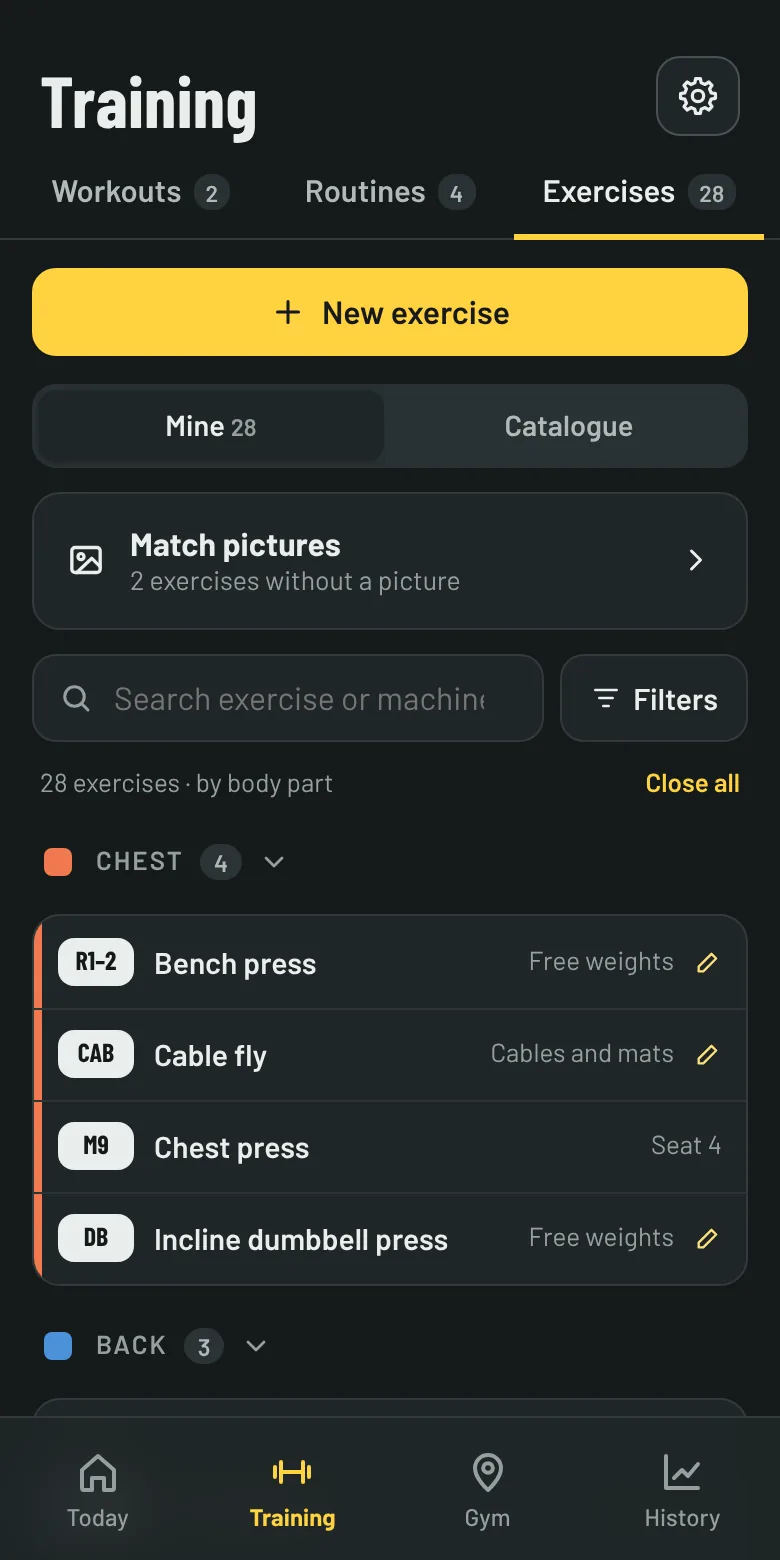 Training
Workouts 2 Routines 4 Exercises 28
+ New exercise
Mine 28 Catalogue
Match pictures
2 exercises without a picture
Search exercise or machine Filters
28 exercises · by body part Close all
CHEST 4
R1–2 Bench press Free weights
CAB Cable fly Cables and mats
M9 Chest press Seat 4
DB Incline dumbbell press Free weights
BACK 3
Today Training Gym History